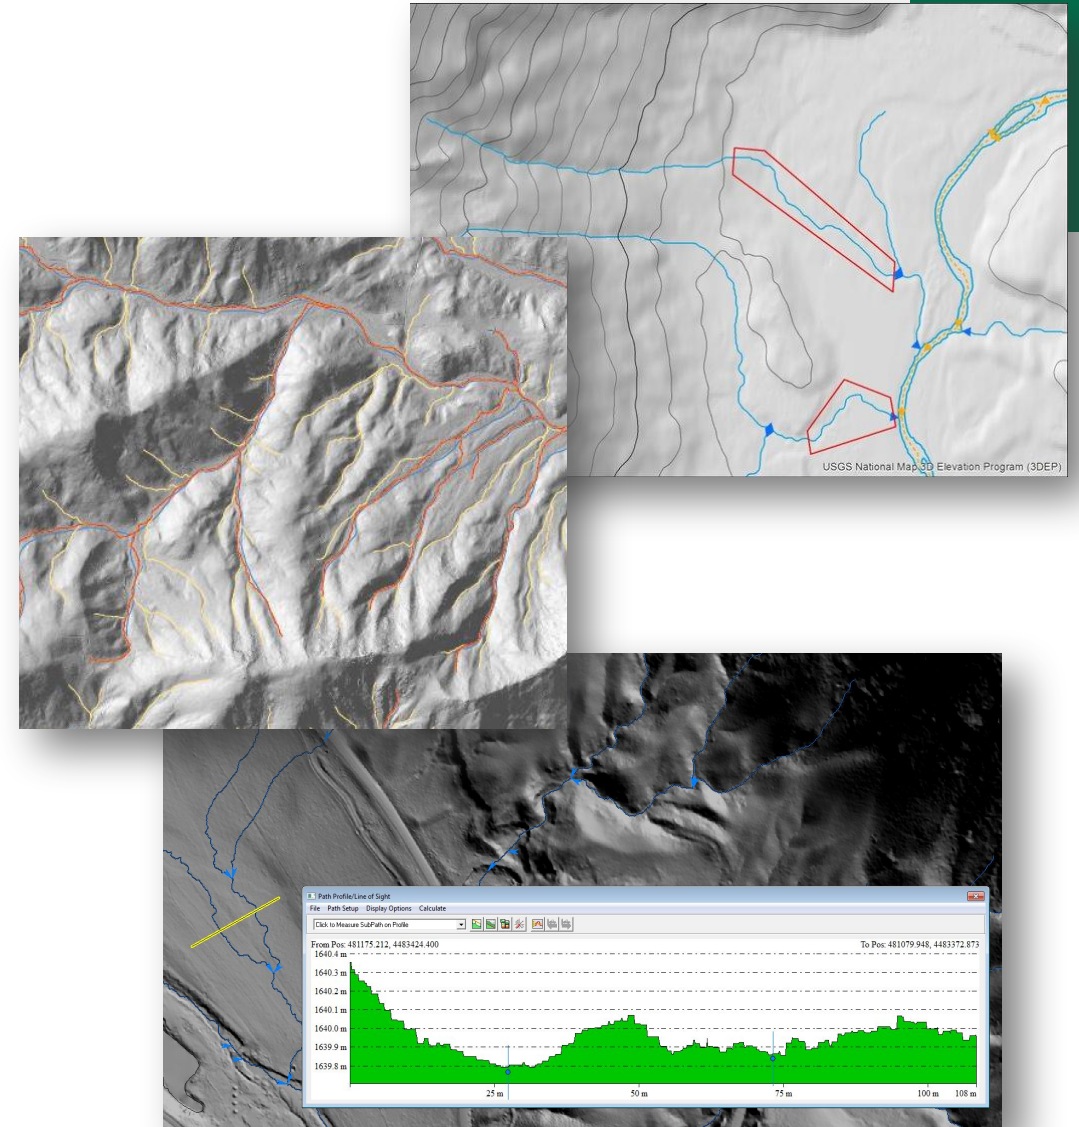 USGS National Map 3D Elevation Program (3DEP)
Path Profile/Line of Sight
File Path Setup Display Options Calculate
Click to Measure SubPath on Profile
From Pos: 481175.212, 4483424.400 To Pos: 481079.948, 4483372.873
1640.4 m
1640.3 m
1640.2 m
1640.1 m
1640.0 m
1639.9 m
1639.8 m
25 m 50 m 75 m 100 m 108 m